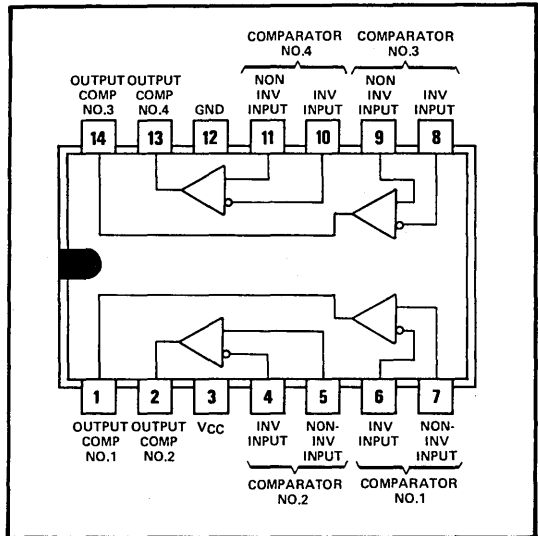 COMPARATOR NO.4
COMPARATOR NO.3
OUTPUT COMP NO.3
OUTPUT COMP NO.4
GND
NON INV INPUT
INV INPUT
NON INV INPUT
INV INPUT
14 13 12 11 10 9 8
1 2 3 4 5 6 7
OUTPUT COMP NO.1
OUTPUT COMP NO.2
VCC
INV INPUT
NON-INV INPUT
INV INPUT
NON-INV INPUT
COMPARATOR NO.2
COMPARATOR NO.1